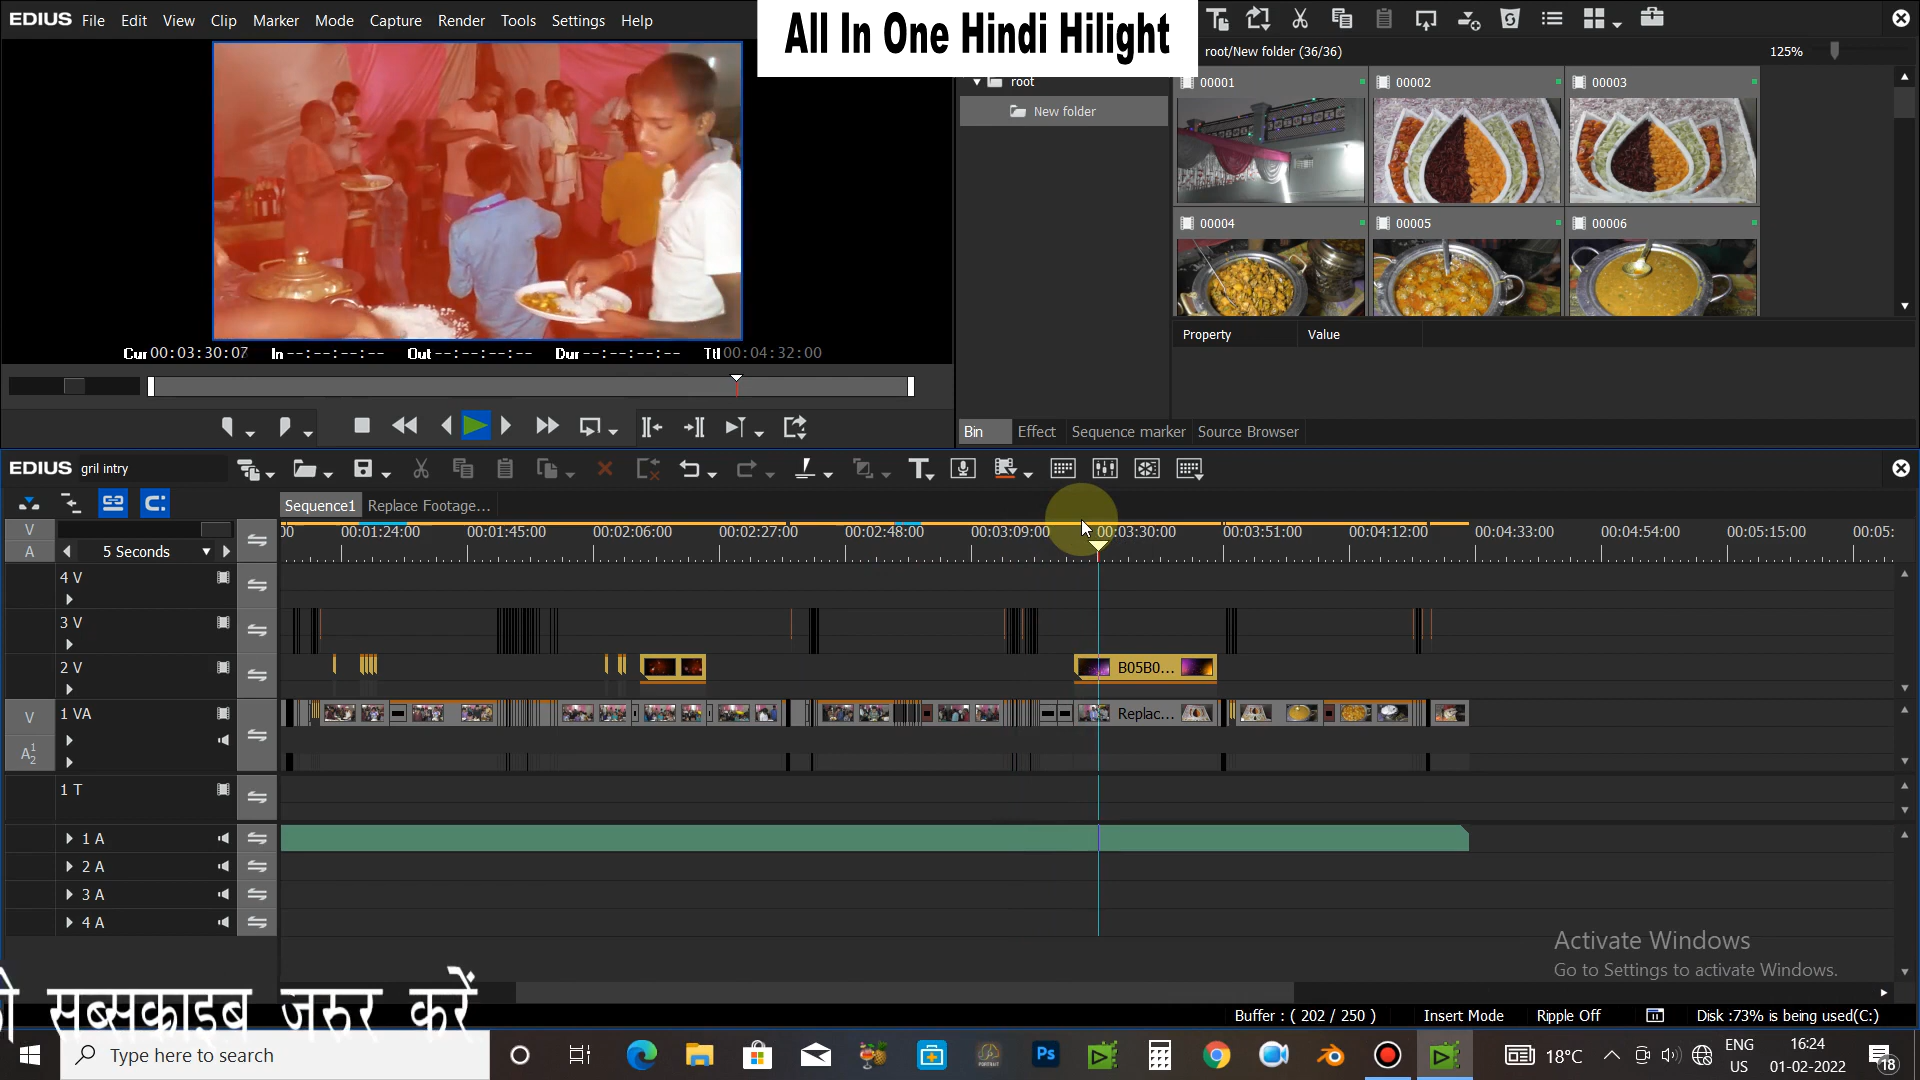 EDIUS File Edit View Clip Marker Mode Capture Render Tools Settings Help
All In One Hindi Hilight
root/New folder (36/36) 125%
root
New folder
00001 00002 00003
00004 00005 00006
Property Value
Cur 00:03:30:07 In --:--:--:-- Out --:--:--:-- Dur --:--:--:-- Ttl 00:04:32:00
Bin Effect Sequence marker Source Browser
EDIUS gril intry
Sequence1 Replace Footage...
V
A 5 Seconds
00 00:01:24:00 00:01:45:00 00:02:06:00 00:02:27:00 00:02:48:00 00:03:09:00 00:03:30:00 00:03:51:00 00:04:12:00 00:04:33:00 00:04:54:00 00:05:15:00 00:05:
4 V
3 V
2 V B05B0...
V 1 VA Replac...
A 1 2
1 T
1 A
2 A
3 A
4 A
Activate Windows
Go to Settings to activate Windows.
को सब्सक्राइब जरुर करें
Buffer : ( 202 / 250 ) Insert Mode Ripple Off Disk :73% is being used(C:)
Type here to search Ps 18°C ENG US 16:24 01-02-2022 18